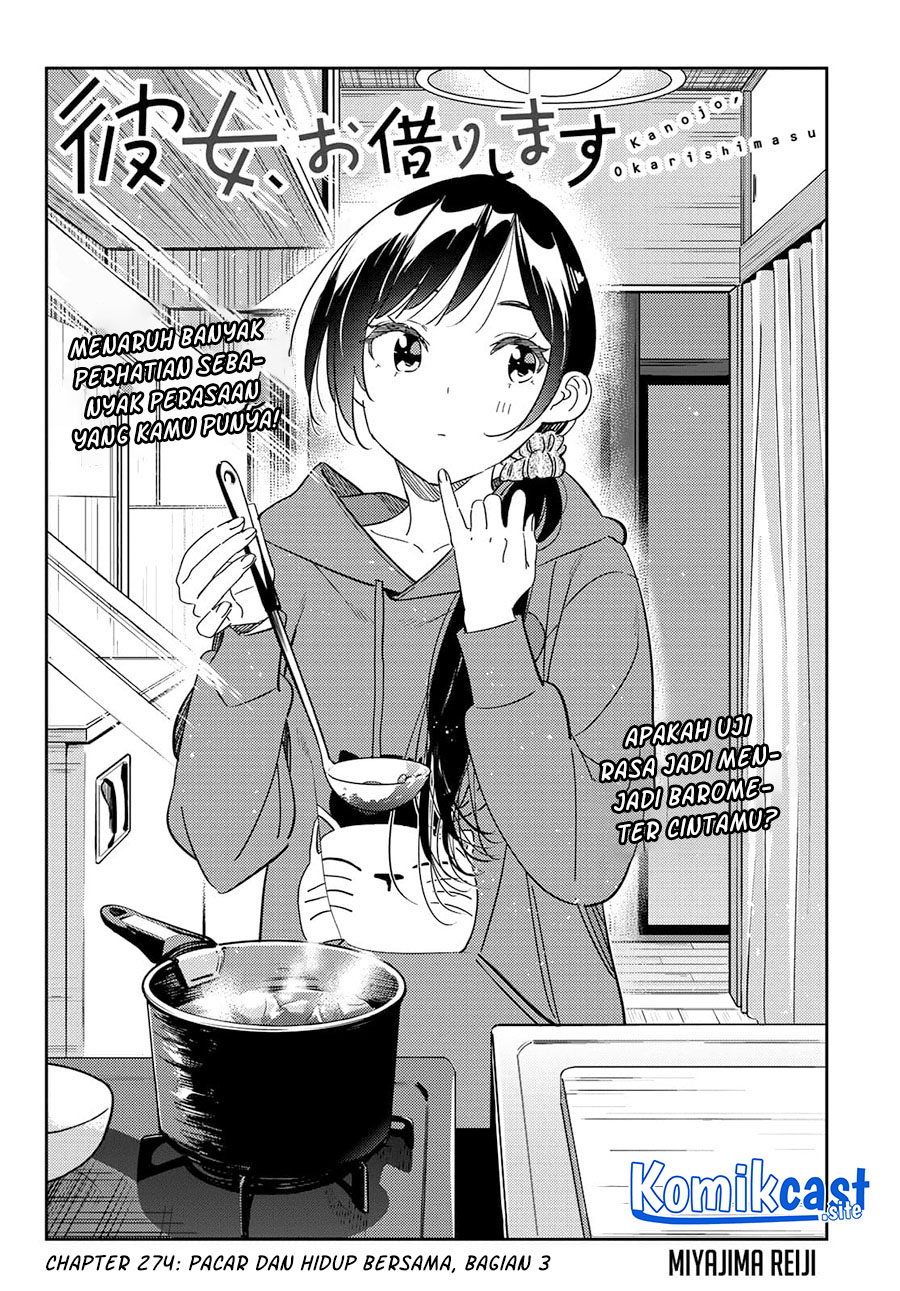 彼女、お借ります
Kanojo,
Okarishimasu
MENARUH BANYAK
PERHATIAN SEBA-
NYAK PERASAAN
YANG KAMU PUNYA!
APAKAH UJI
RASA JADI MEN-
JADI BAROME-
TER CINTAMU?
Komikcast
.site
CHAPTER 274: PACAR DAN HIDUP BERSAMA, BAGIAN 3
MIYAJIMA REIJI